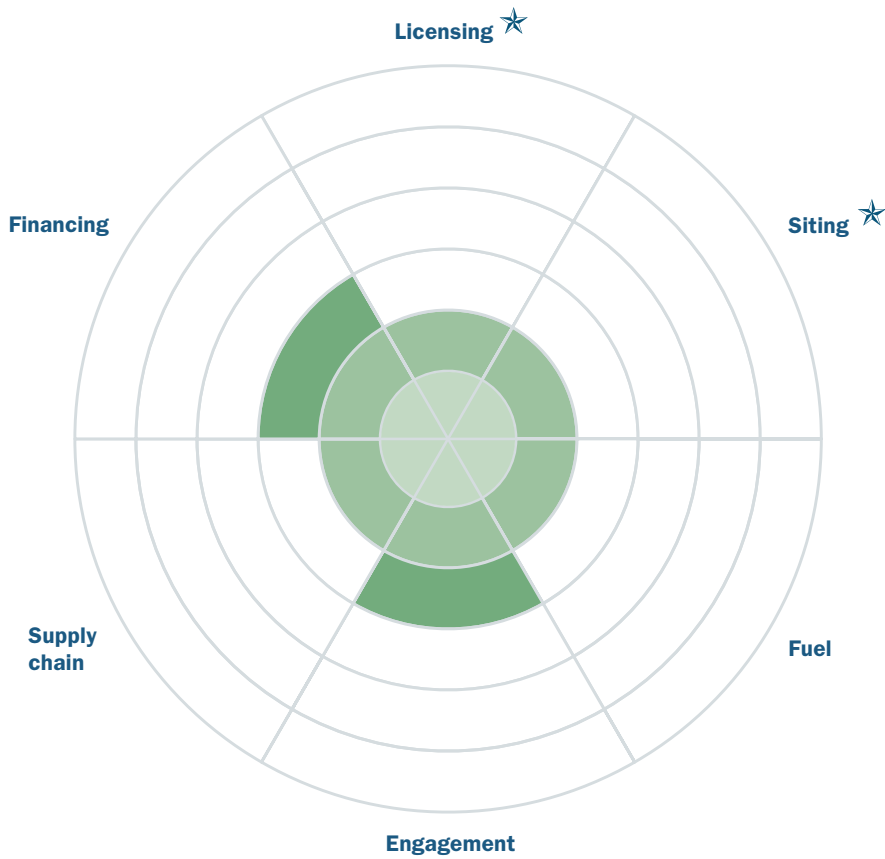 Licensing
Financing
Siting
Supply
chain
Fuel
Engagement